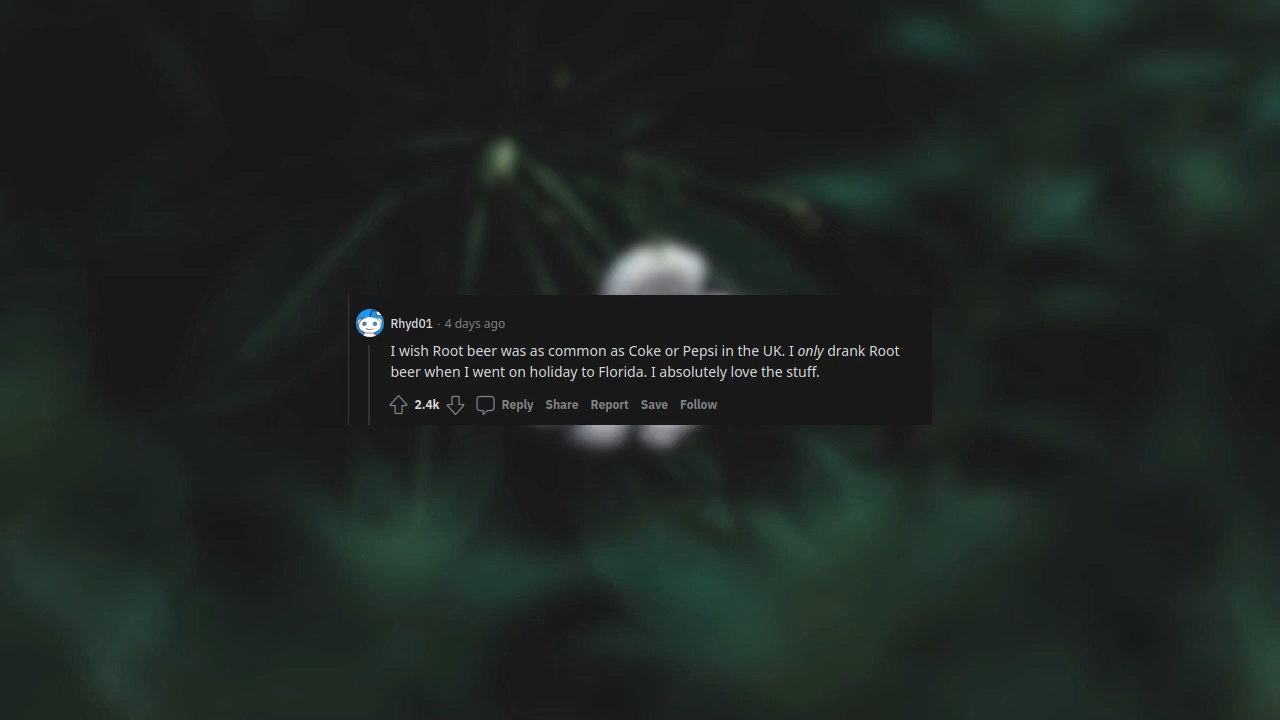 Rhyd01 · 4 days ago
I wish Root beer was as common as Coke or Pepsi in the UK. I only drank Root
beer when I went on holiday to Florida. I absolutely love the stuff.
2.4k Reply Share Report Save Follow